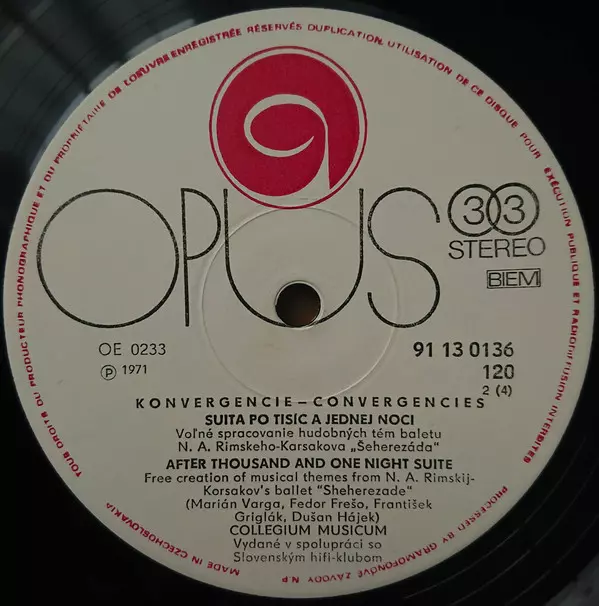 TOUS DROITS DU PRODUCTEUR PHONOGRAPHIQUE ET DU PROPRIÉTAIRE DE L'OEUVRE ENREGISTRÉE RÉSERVÉS DUPLICATION, UTILISATION DE CE DISQUE POUR EXÉCUTION PUBLIQUE ET RADIODIFFUSION INTERDITES
OPUS
33
STEREO
BIEM
OE 0233
91 13 0136
Ⓟ 1971
120
2 (4)
KONVERGENCIE – CONVERGENCIES
SUITA PO TISÍC A JEDNEJ NOCI
Voľné spracovanie hudobných tém baletu
N. A. Rimskeho-Karsakova „Šeherezáda"
AFTER THOUSAND AND ONE NIGHT SUITE
Free creation of musical themes from N. A. Rimskij-
Korsakov's ballet "Sheherezade"
(Marián Varga, Fedor Frešo, František
Griglák, Dušan Hájek)
COLLEGIUM MUSICUM
Vydané v spolupráci so
Slovenským hifi-klubom
MADE IN CZECHOSLOVAKIA
PROCESSED BY GRAMOFONOVÉ ZÁVODY N.P.